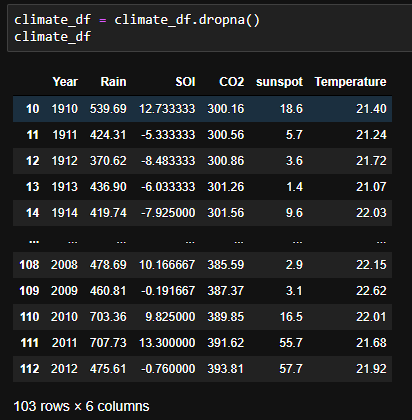 climate_df = climate_df.dropna()
climate_df
Year Rain SOI CO2 sunspot Temperature
10 1910 539.69 12.733333 300.16 18.6 21.40
11 1911 424.31 -5.333333 300.56 5.7 21.24
12 1912 370.62 -8.483333 300.86 3.6 21.72
13 1913 436.90 -6.033333 301.26 1.4 21.07
14 1914 419.74 -7.925000 301.56 9.6 22.03
... ... ... ... ... ... ...
108 2008 478.69 10.166667 385.59 2.9 22.15
109 2009 460.81 -0.191667 387.37 3.1 22.62
110 2010 703.36 9.825000 389.85 16.5 22.01
111 2011 707.73 13.300000 391.62 55.7 21.68
112 2012 475.61 -0.760000 393.81 57.7 21.92
103 rows × 6 columns